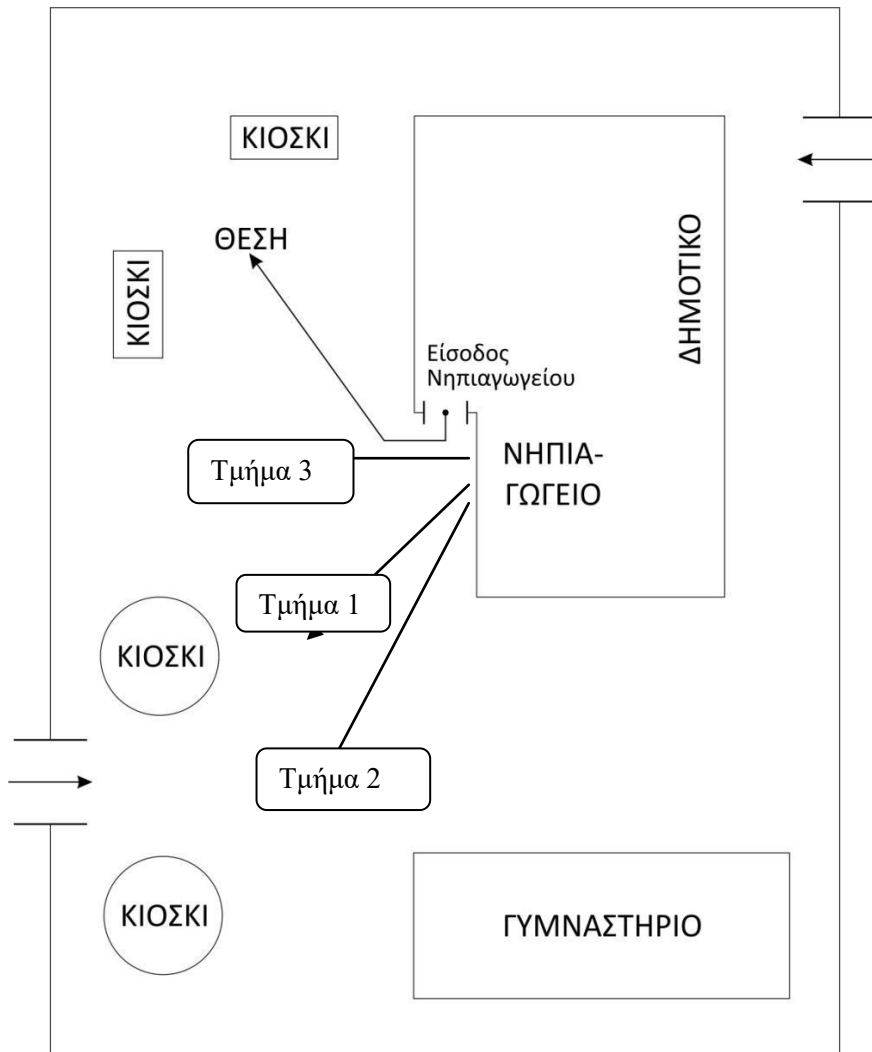 ΚΙΟΣΚΙ
ΘΕΣΗ
ΚΙΟΣΚΙ
ΔΗΜΟΤΙΚΟ
Είσοδος
Νηπιαγωγείου
Τμήμα 3
ΝΗΠΙΑ-
ΓΩΓΕΙΟ
Τμήμα 1
ΚΙΟΣΚΙ
Τμήμα 2
ΚΙΟΣΚΙ
ΓΥΜΝΑΣΤΗΡΙΟ